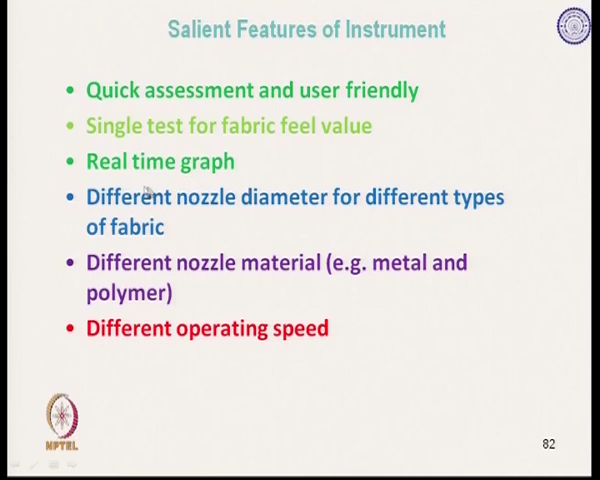 Salient Features of Instrument
• Quick assessment and user friendly
• Single test for fabric feel value
• Real time graph
• Different nozzle diameter for different types
of fabric
• Different nozzle material (e.g. metal and
polymer)
• Different operating speed
NPTEL
82